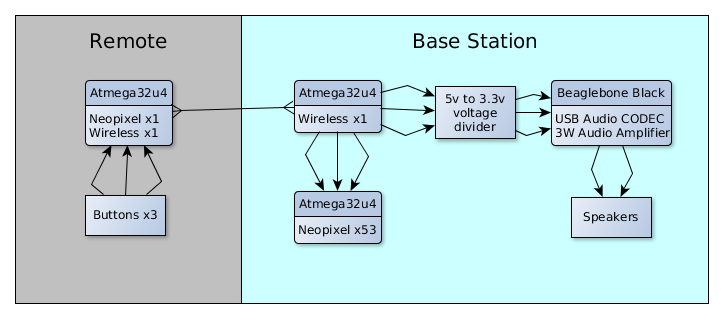 Remote
Base Station
Atmega32u4
Neopixel x1
Wireless x1
Buttons x3
Atmega32u4
Wireless x1
5v to 3.3v
voltage
divider
Beaglebone Black
USB Audio CODEC
3W Audio Amplifier
Atmega32u4
Neopixel x53
Speakers